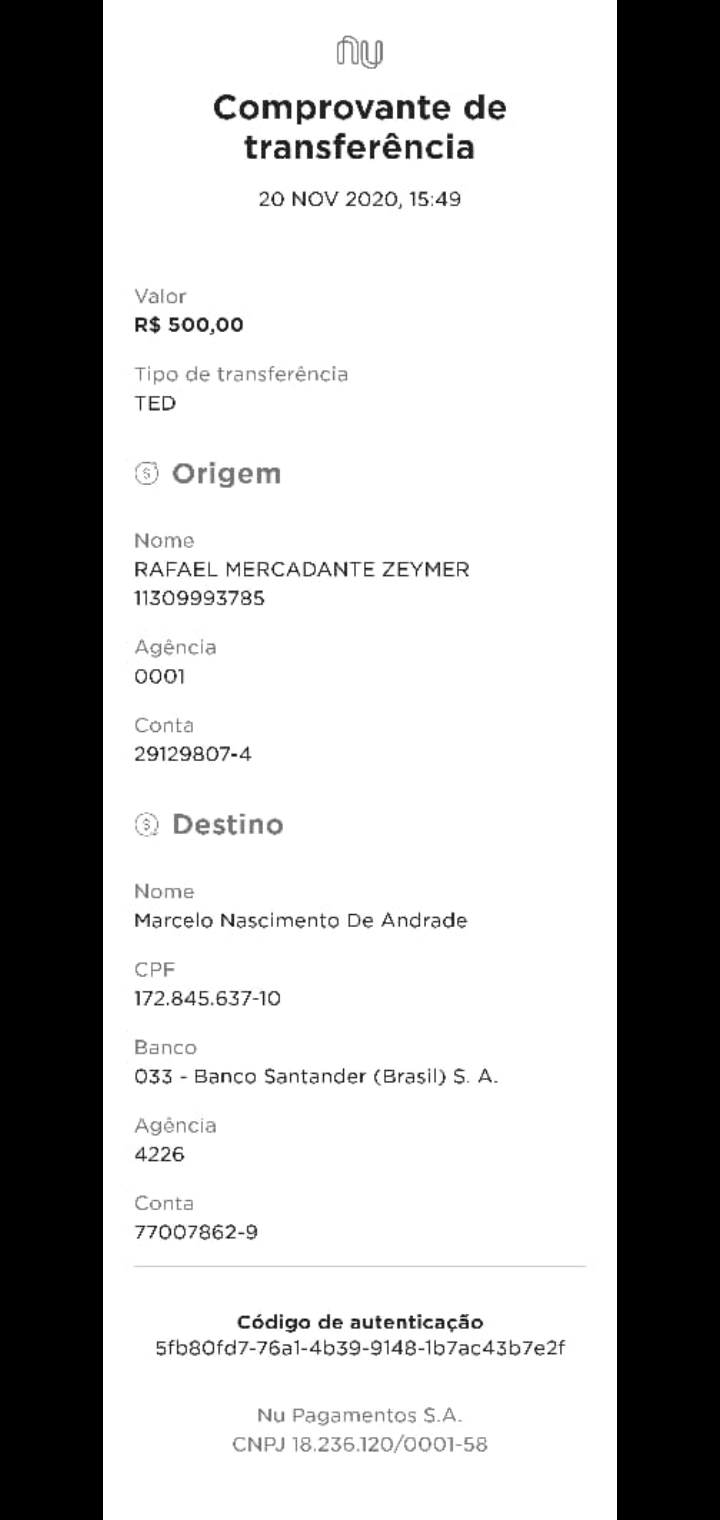 nu
Comprovante de
transferência
20 NOV 2020, 15:49
Valor
R$ 500,00
Tipo de transferência
TED
Origem
Nome
RAFAEL MERCADANTE ZEYMER
11309993785
Agência
0001
Conta
29129807-4
Destino
Nome
Marcelo Nascimento De Andrade
CPF
172.845.637-10
Banco
033 - Banco Santander (Brasil) S. A.
Agência
4226
Conta
77007862-9
Código de autenticação
5fb80fd7-76a1-4b39-9148-1b7ac43b7e2f
Nu Pagamentos S.A.
CNPJ 18.236.120/0001-58